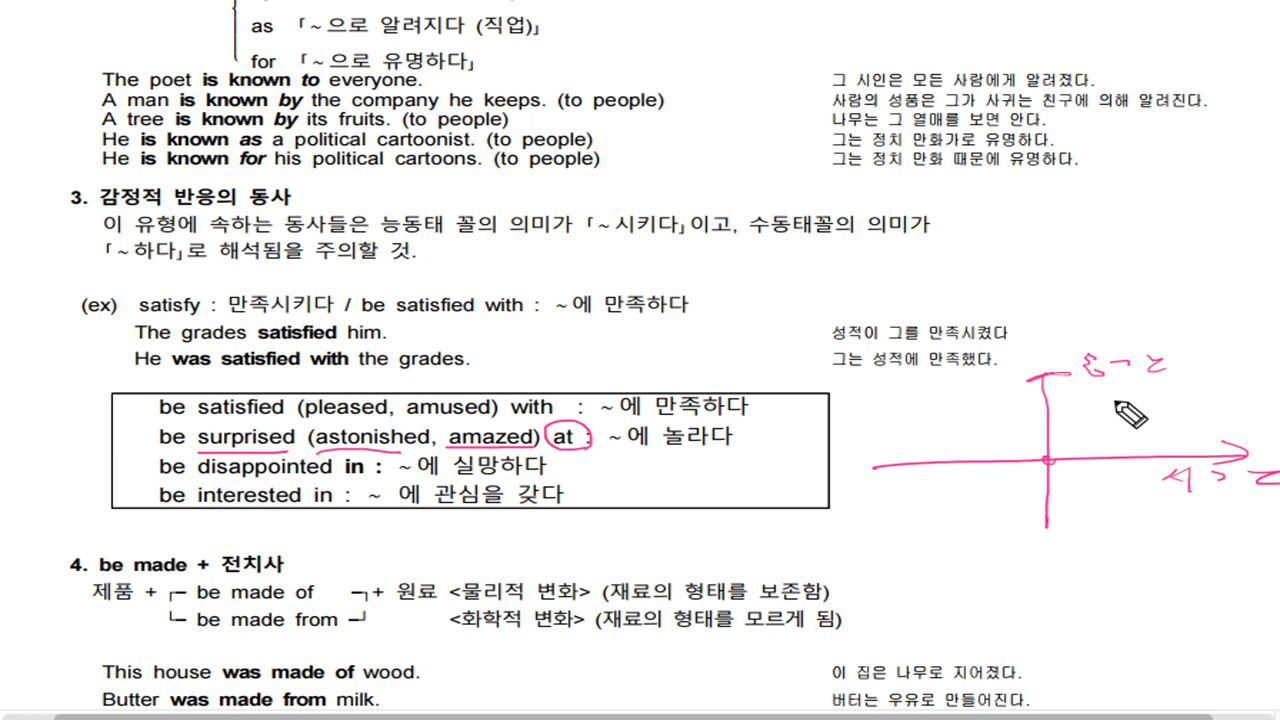 as 「~으로 알려지다 (직업)」
for 「~으로 유명하다」
The poet is known to everyone. 그 시인은 모든 사람에게 알려졌다.
A man is known by the company he keeps. (to people) 사람의 성품은 그가 사귀는 친구에 의해 알려진다.
A tree is known by its fruits. (to people) 나무는 그 열매를 보면 안다.
He is known as a political cartoonist. (to people) 그는 정치 만화가로 유명하다.
He is known for his political cartoons. (to people) 그는 정치 만화 때문에 유명하다.
3. 감정적 반응의 동사
이 유형에 속하는 동사들은 능동태 꼴의 의미가 「~시키다」이고, 수동태꼴의 의미가
「~하다」로 해석됨을 주의할 것.
(ex) satisfy : 만족시키다 / be satisfied with : ~에 만족하다
The grades satisfied him. 성적이 그를 만족시켰다
He was satisfied with the grades. 그는 성적에 만족했다.
be satisfied (pleased, amused) with : ~에 만족하다
be surprised (astonished, amazed) at : ~에 놀라다
be disappointed in : ~에 실망하다
be interested in : ~ 에 관심을 갖다
4. be made + 전치사
제품 + ┌─ be made of ─┐+ 원료 <물리적 변화> (재료의 형태를 보존함)
└─ be made from ─┘ <화학적 변화> (재료의 형태를 모르게 됨)
This house was made of wood. 이 집은 나무로 지어졌다.
Butter was made from milk. 버터는 우유로 만들어진다.